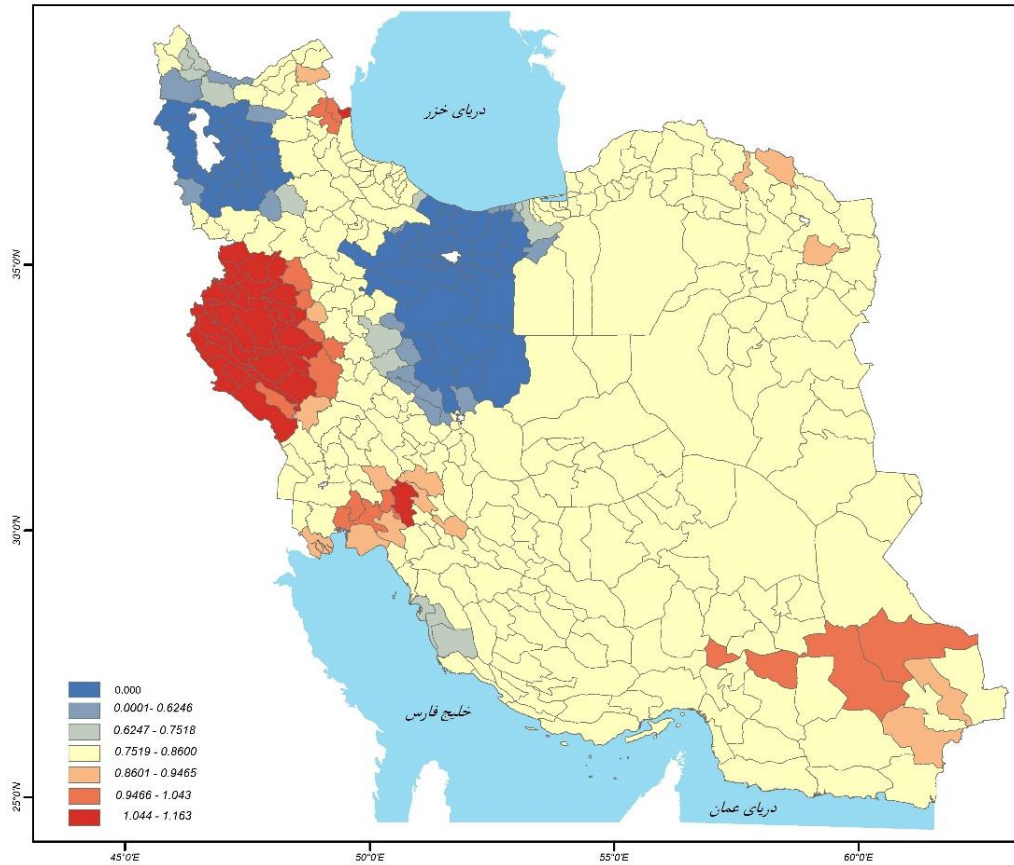 دریای خزر
35°0'E
30°0'E
خلیج فارس
0.000
0.0001- 0.6246
0.6247 - 0.7518
0.7519 - 0.8600
0.8601 - 0.9465
0.9466 - 1.043
1.044 - 1.163
دریای عمان
25°0'E
45°0'E
50°0'E
55°0'E
60°0'E